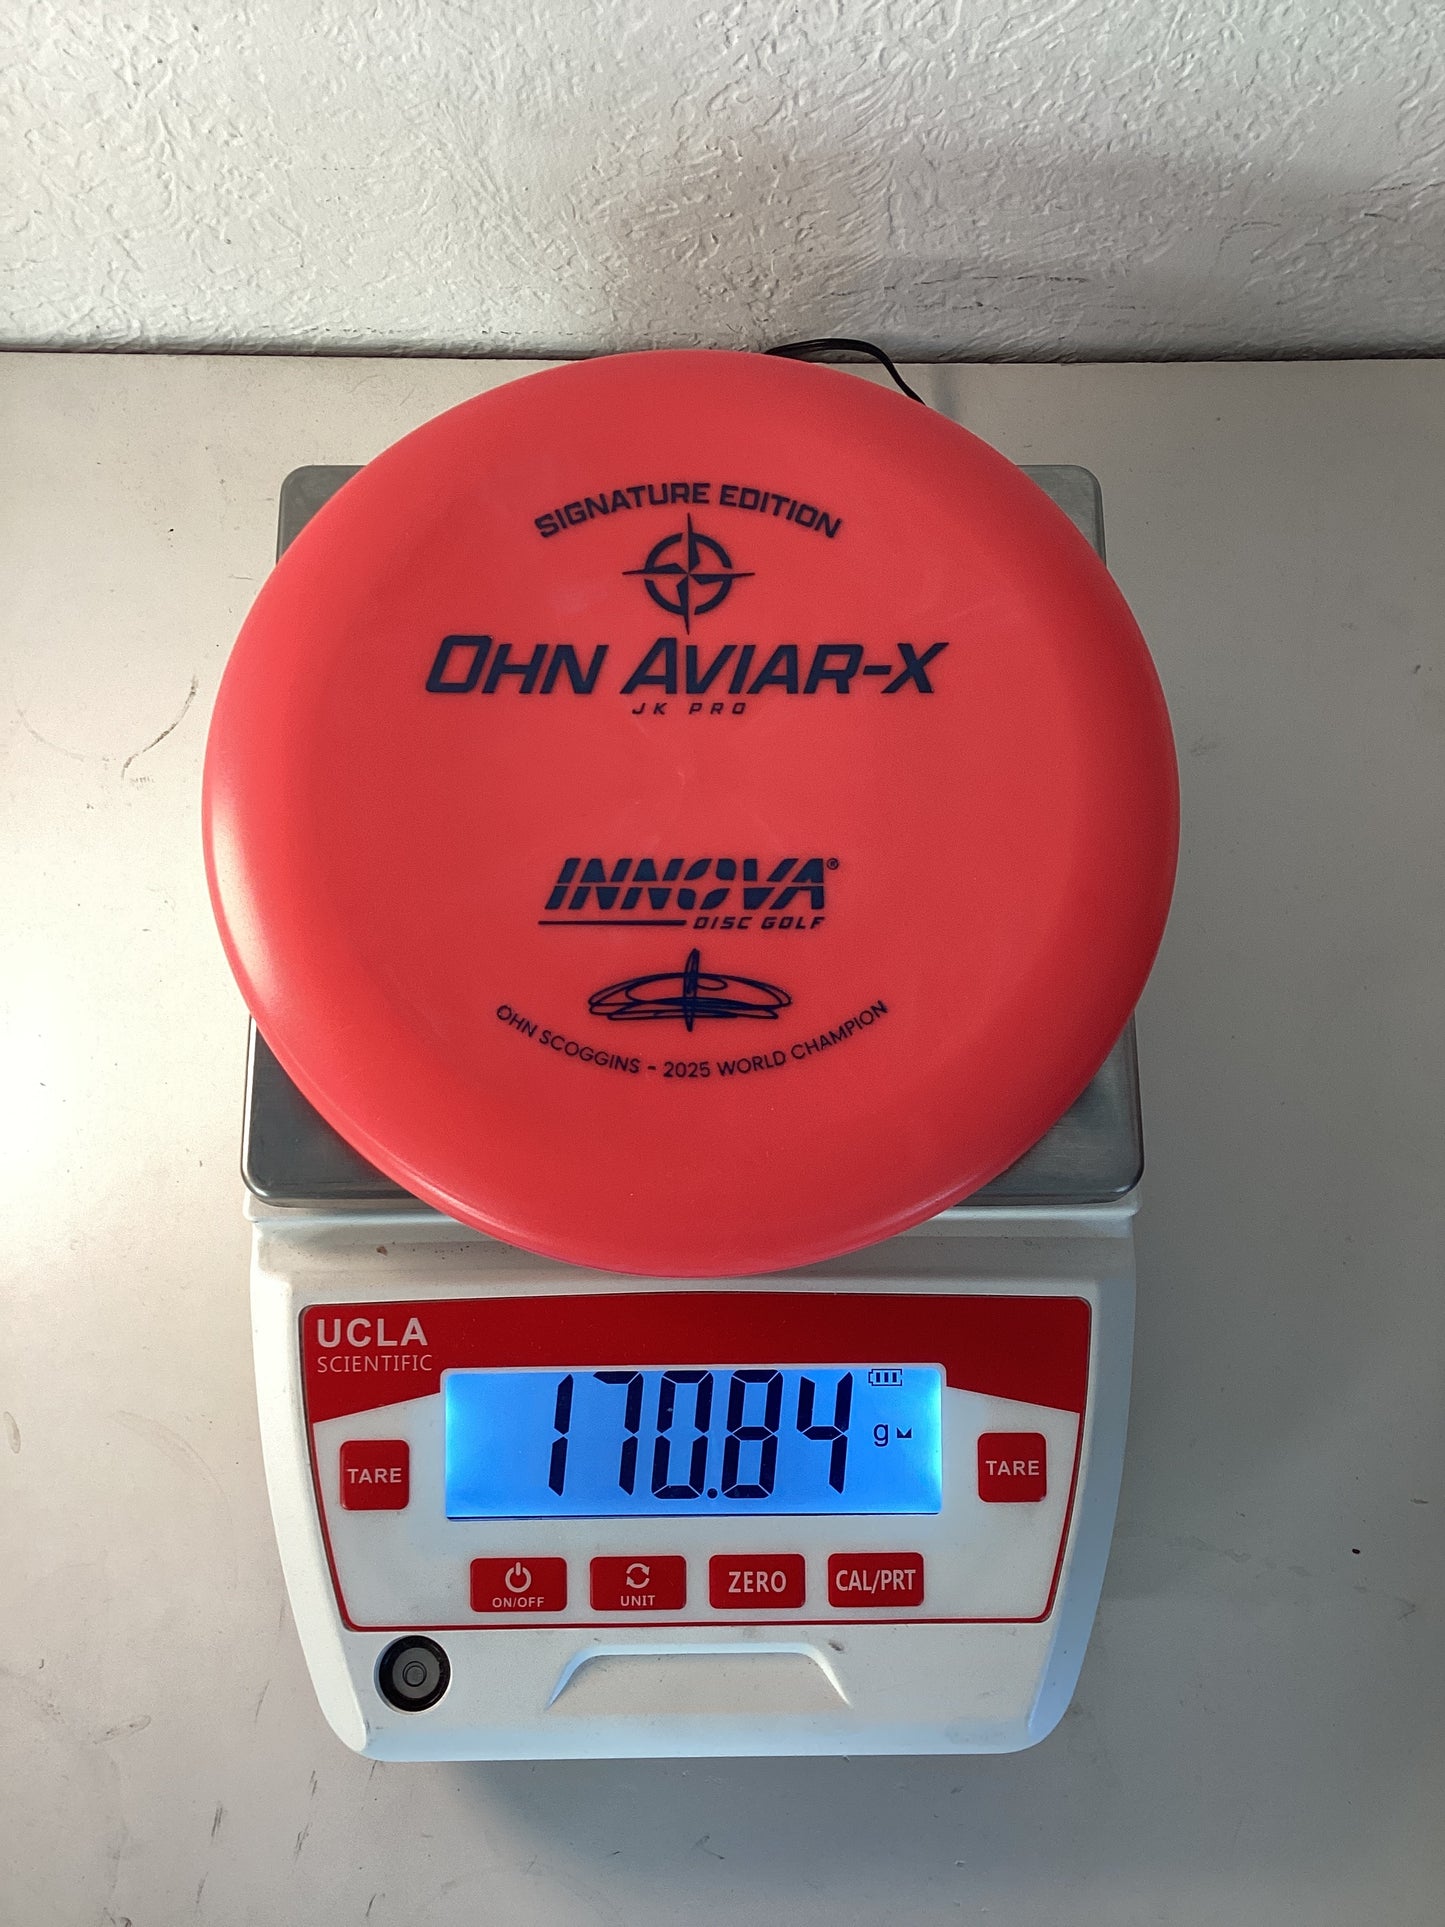 SIGNATURE EDITION
OHN AVIAR-X
JK PRO
INNOVA®
DISC GOLF
OHN SCOGGINS - 2025 WORLD CHAMPION
UCLA
SCIENTIFIC
170.84 g
TARE
TARE
ON/OFF
UNIT
ZERO
CAL/PRT